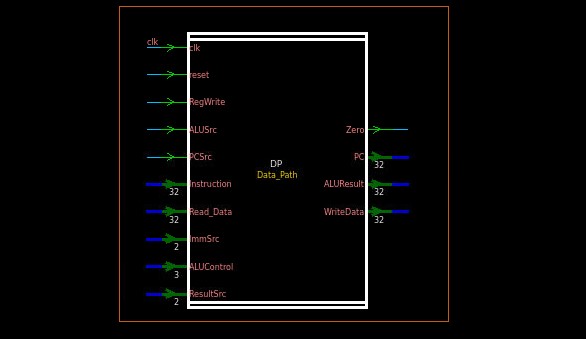 clk
clk
reset
RegWrite
ALUSrc
Zero
PCSrc
PC
DP
32
Data_Path
Instruction
ALUResult
32
32
Read_Data
WriteData
32
32
ImmSrc
2
ALUControl
3
ResultSrc
2